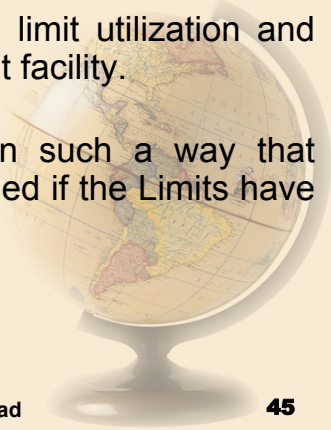 limit utilization and
t facility.
n such a way that
ed if the Limits have
ad 45